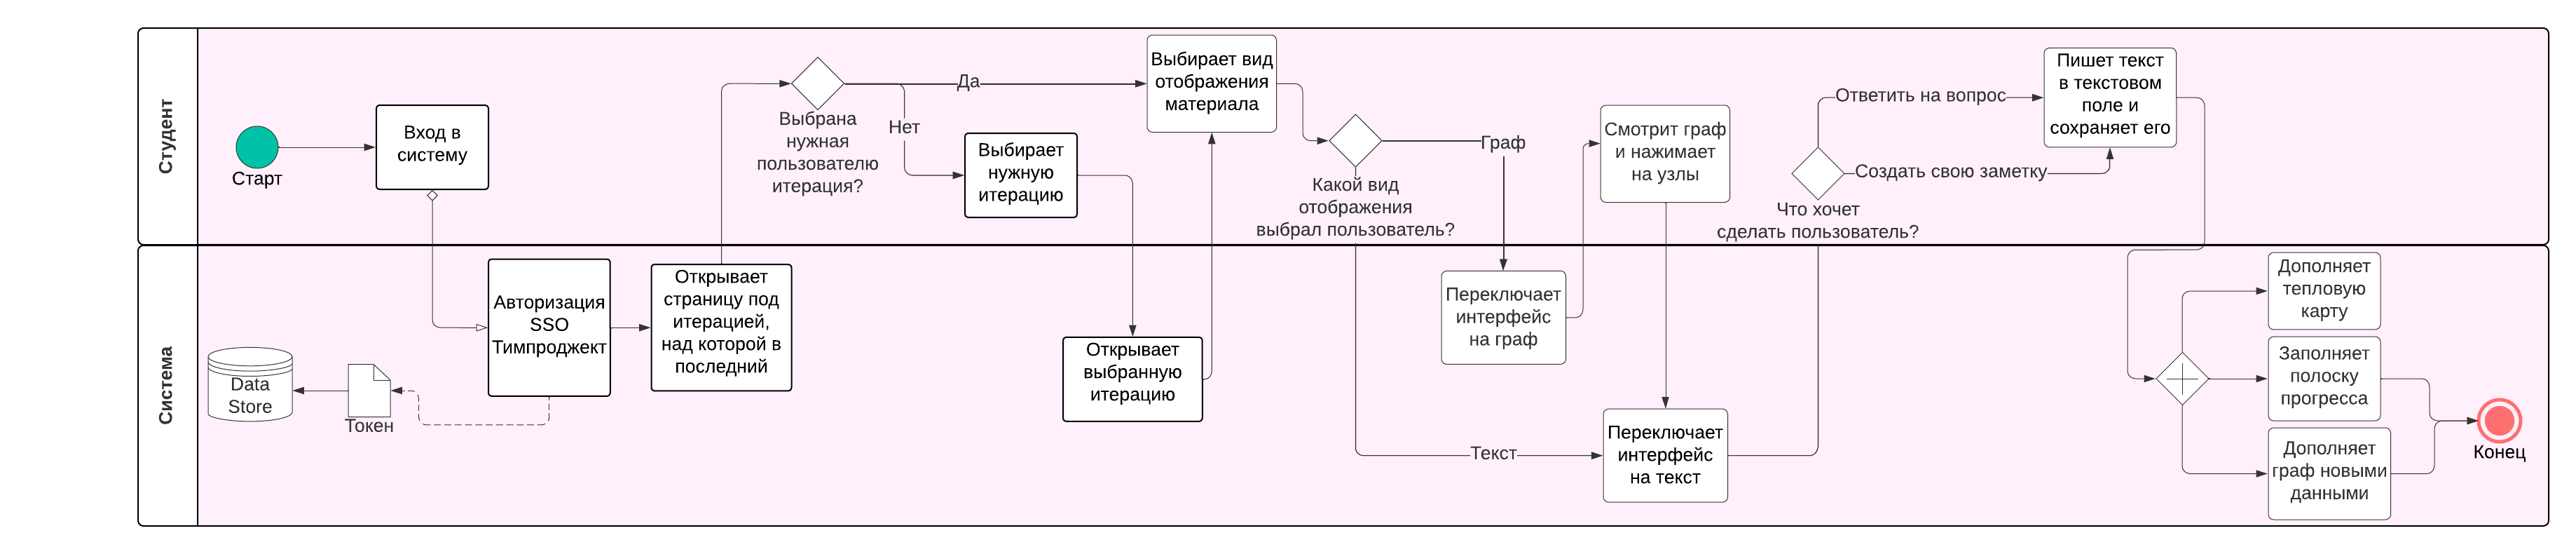 Студент
Старт
Вход в
систему
Выбрана
нужная
пользователю
итерация?
Да
Нет
Выбирает
нужную
итерацию
Выбирает вид
отображения
материала
Какой вид
отображения
выбрал пользователь?
Граф
Смотрит граф
и нажимает
на узлы
Что хочет
сделать пользователь?
Ответить на вопрос
Создать свою заметку
Пишет текст
в текстовом
поле и
сохраняет его
Система
Data
Store
Токен
Авторизация
SSO
Тимпроджект
Открывает
страницу под
итерацией,
над которой в
последний
Открывает
выбранную
итерацию
Переключает
интерфейс
на граф
Текст
Переключает
интерфейс
на текст
Дополняет
тепловую
карту
Заполняет
полоску
прогресса
Дополняет
граф новыми
данными
Конец